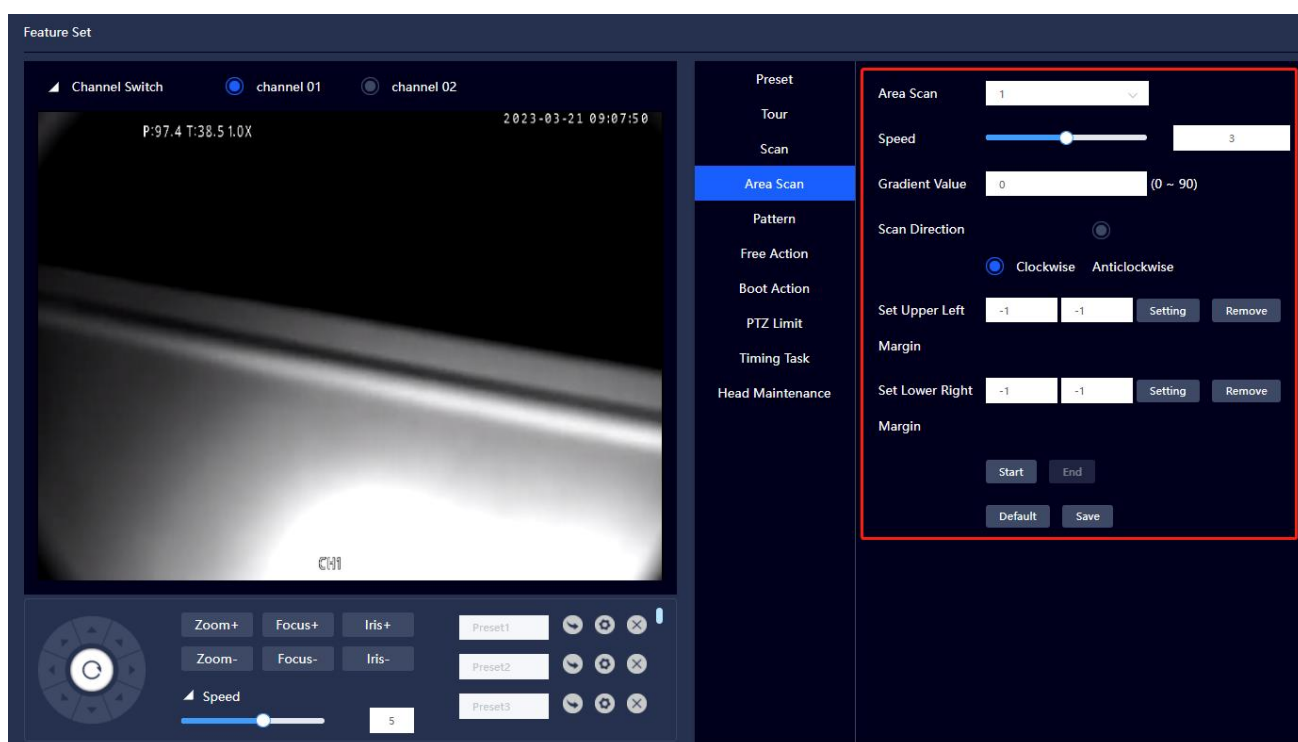 Feature Set
Channel Switch channel 01 channel 02
P:97.4 T:38.5 1.0X
2023-03-21 09:07:50
CH1
Zoom+ Focus+ Iris+
Zoom- Focus- Iris-
Speed
5
Preset1
Preset2
Preset3
Preset
Tour
Scan
Area Scan
Pattern
Free Action
Boot Action
PTZ Limit
Timing Task
Head Maintenance
Area Scan 1
Speed 3
Gradient Value 0 (0 ~ 90)
Scan Direction
Clockwise Anticlockwise
Set Upper Left -1 -1 Setting Remove
Margin
Set Lower Right -1 -1 Setting Remove
Margin
Start End
Default Save